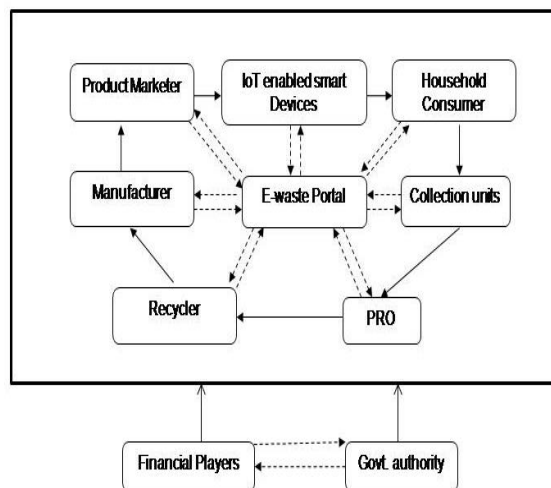 Product Marketer
IoT enabled smart
Devices
Household
Consumer
Manufacturer
E-waste Portal
Collection units
Recycler
PRO
Financial Players
Govt. authority